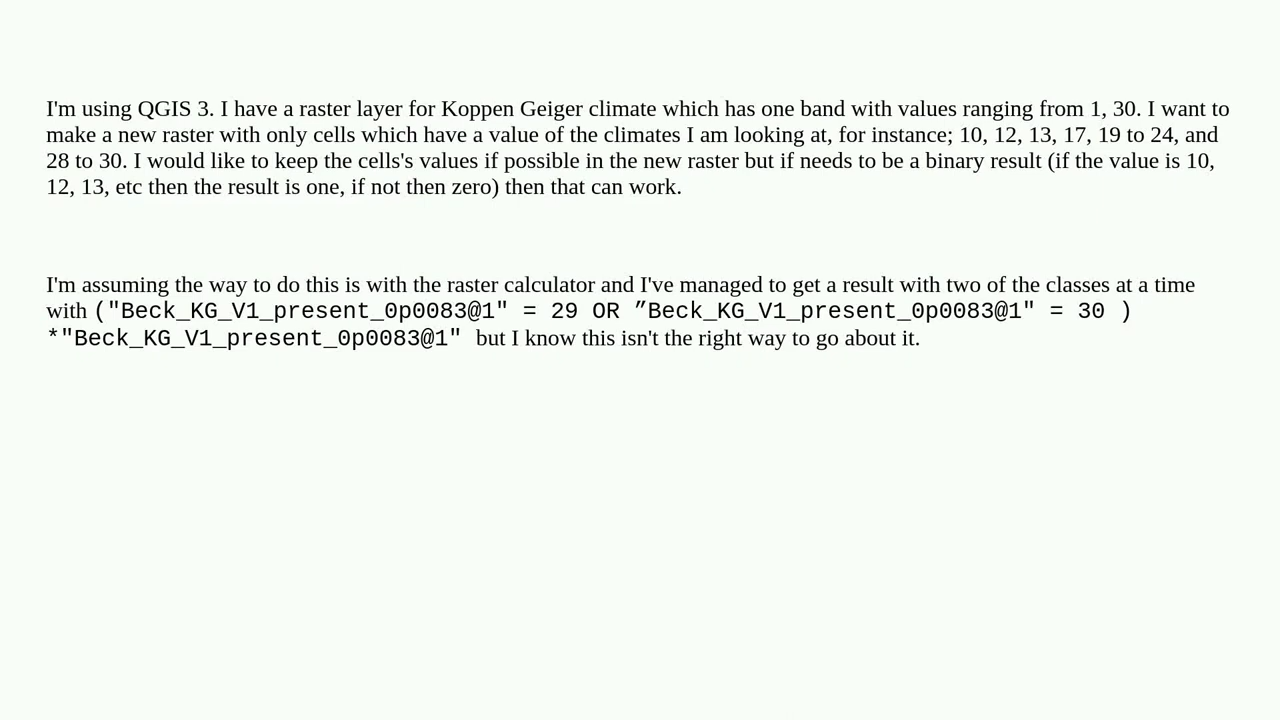 I'm using QGIS 3. I have a raster layer for Koppen Geiger climate which has one band with values ranging from 1, 30. I want to
make a new raster with only cells which have a value of the climates I am looking at, for instance; 10, 12, 13, 17, 19 to 24, and
28 to 30. I would like to keep the cells's values if possible in the new raster but if needs to be a binary result (if the value is 10,
12, 13, etc then the result is one, if not then zero) then that can work.
I'm assuming the way to do this is with the raster calculator and I've managed to get a result with two of the classes at a time
with ("Beck_KG_V1_present_0p0083@1" = 29 OR ”Beck_KG_V1_present_0p0083@1" = 30 )
*"Beck_KG_V1_present_0p0083@1" but I know this isn't the right way to go about it.